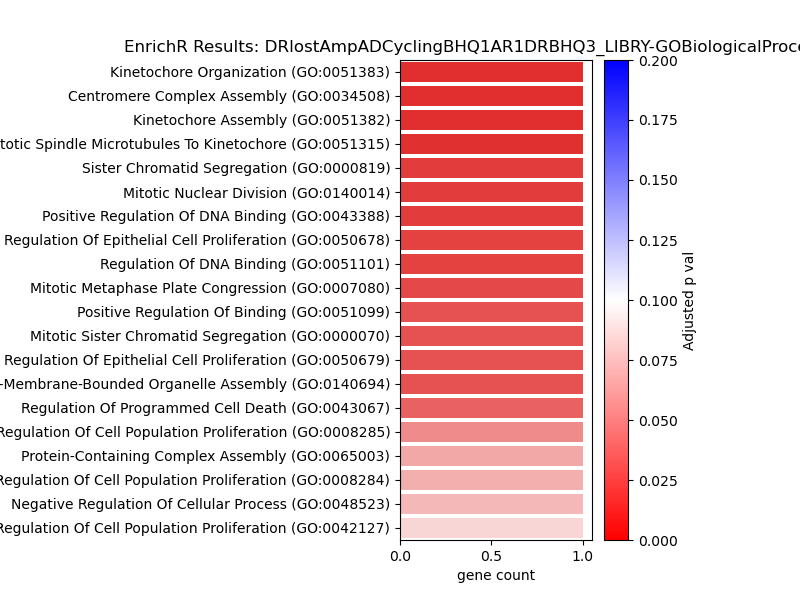 EnrichR Results: DRlostAmpADCyclingBHQ1AR1DRBHQ3_LIBRY-GOBiologicalProce
Kinetochore Organization (GO:0051383)
Centromere Complex Assembly (GO:0034508)
Kinetochore Assembly (GO:0051382)
totic Spindle Microtubules To Kinetochore (GO:0051315)
Sister Chromatid Segregation (GO:0000819)
Mitotic Nuclear Division (GO:0140014)
Positive Regulation Of DNA Binding (GO:0043388)
Regulation Of Epithelial Cell Proliferation (GO:0050678)
Regulation Of DNA Binding (GO:0051101)
Mitotic Metaphase Plate Congression (GO:0007080)
Positive Regulation Of Binding (GO:0051099)
Mitotic Sister Chromatid Segregation (GO:0000070)
Regulation Of Epithelial Cell Proliferation (GO:0050679)
-Membrane-Bounded Organelle Assembly (GO:0140694)
Regulation Of Programmed Cell Death (GO:0043067)
Regulation Of Cell Population Proliferation (GO:0008285)
Protein-Containing Complex Assembly (GO:0065003)
Regulation Of Cell Population Proliferation (GO:0008284)
Negative Regulation Of Cellular Process (GO:0048523)
Regulation Of Cell Population Proliferation (GO:0042127)
0.0 0.5 1.0
gene count
0.200
0.175
0.150
0.125
0.100
0.075
0.050
0.025
0.000
Adjusted p val